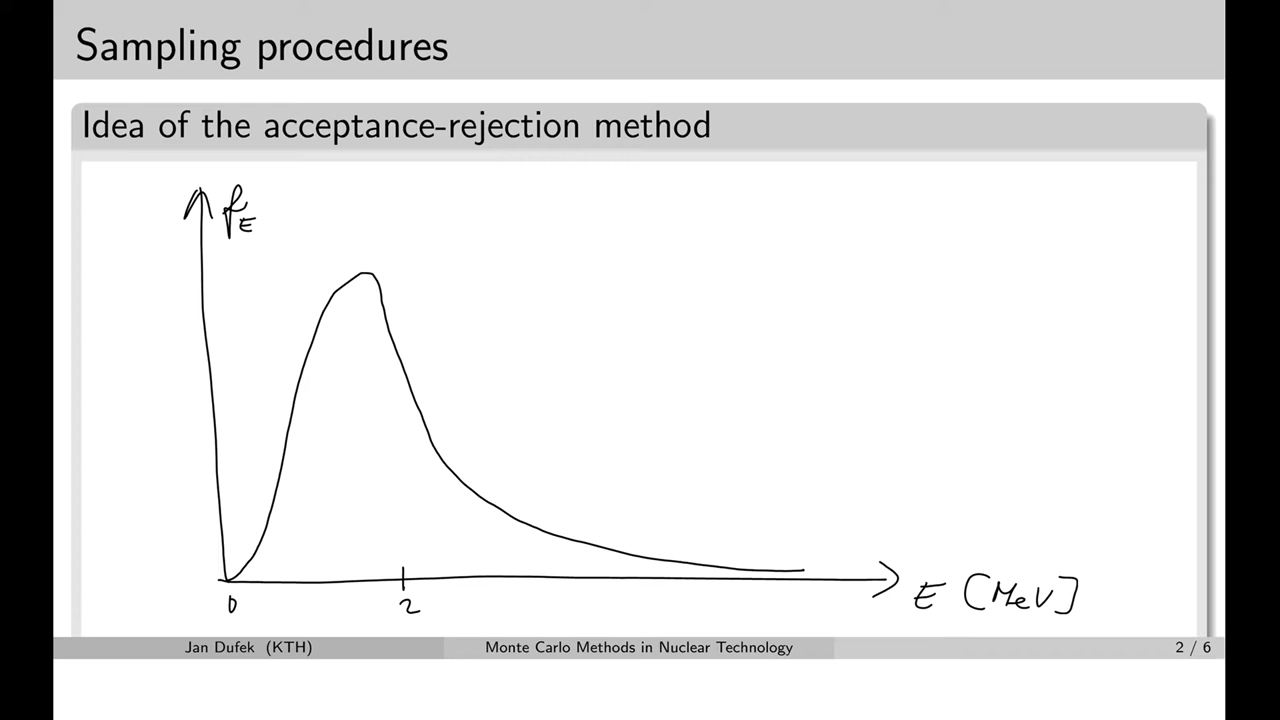 Sampling procedures
Idea of the acceptance-rejection method
f_E
0
2
E [MeV]
Jan Dufek (KTH)
Monte Carlo Methods in Nuclear Technology
2 / 6